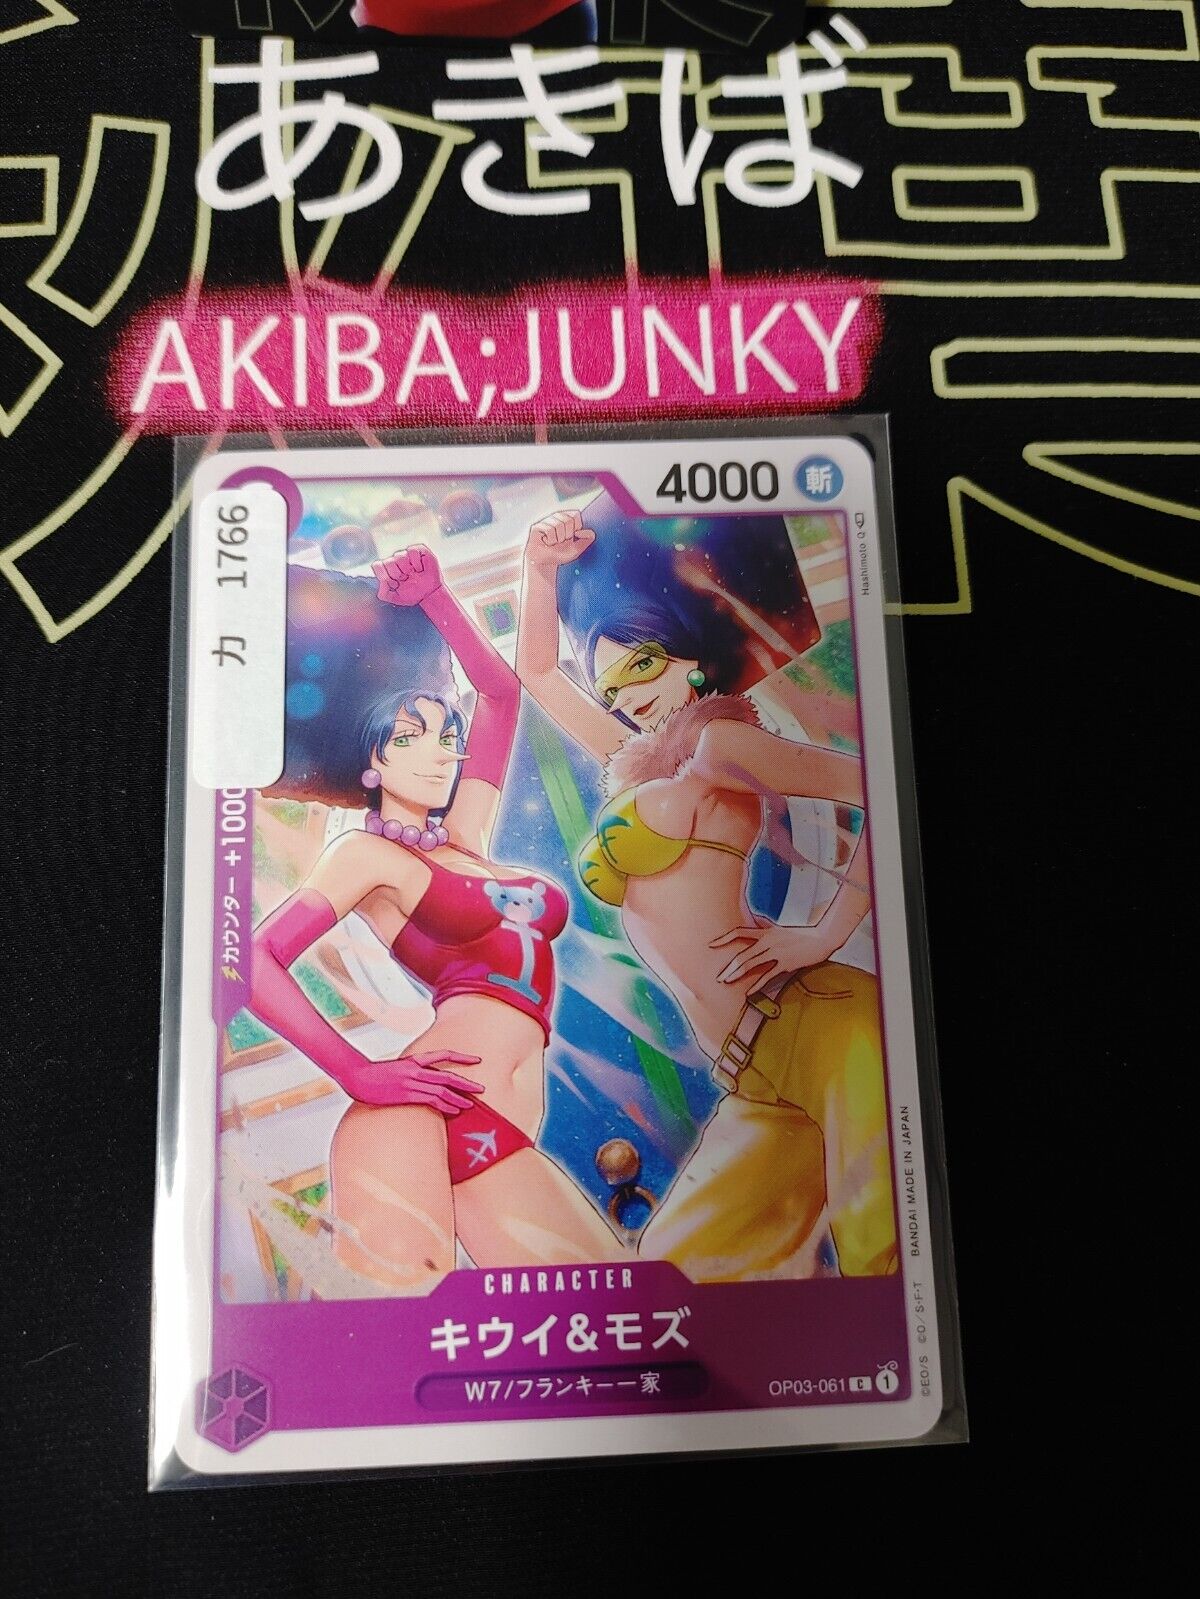 あきば
AKIBA;JUNKY
4000
斬
Hashimoto Q
カ 1766
カウンター +1000
CHARACTER
キウイ&モズ
W7/フランキー一家
OP03-061 C 1
©EO/S ©O/S・F・T BANDAI MADE IN JAPAN